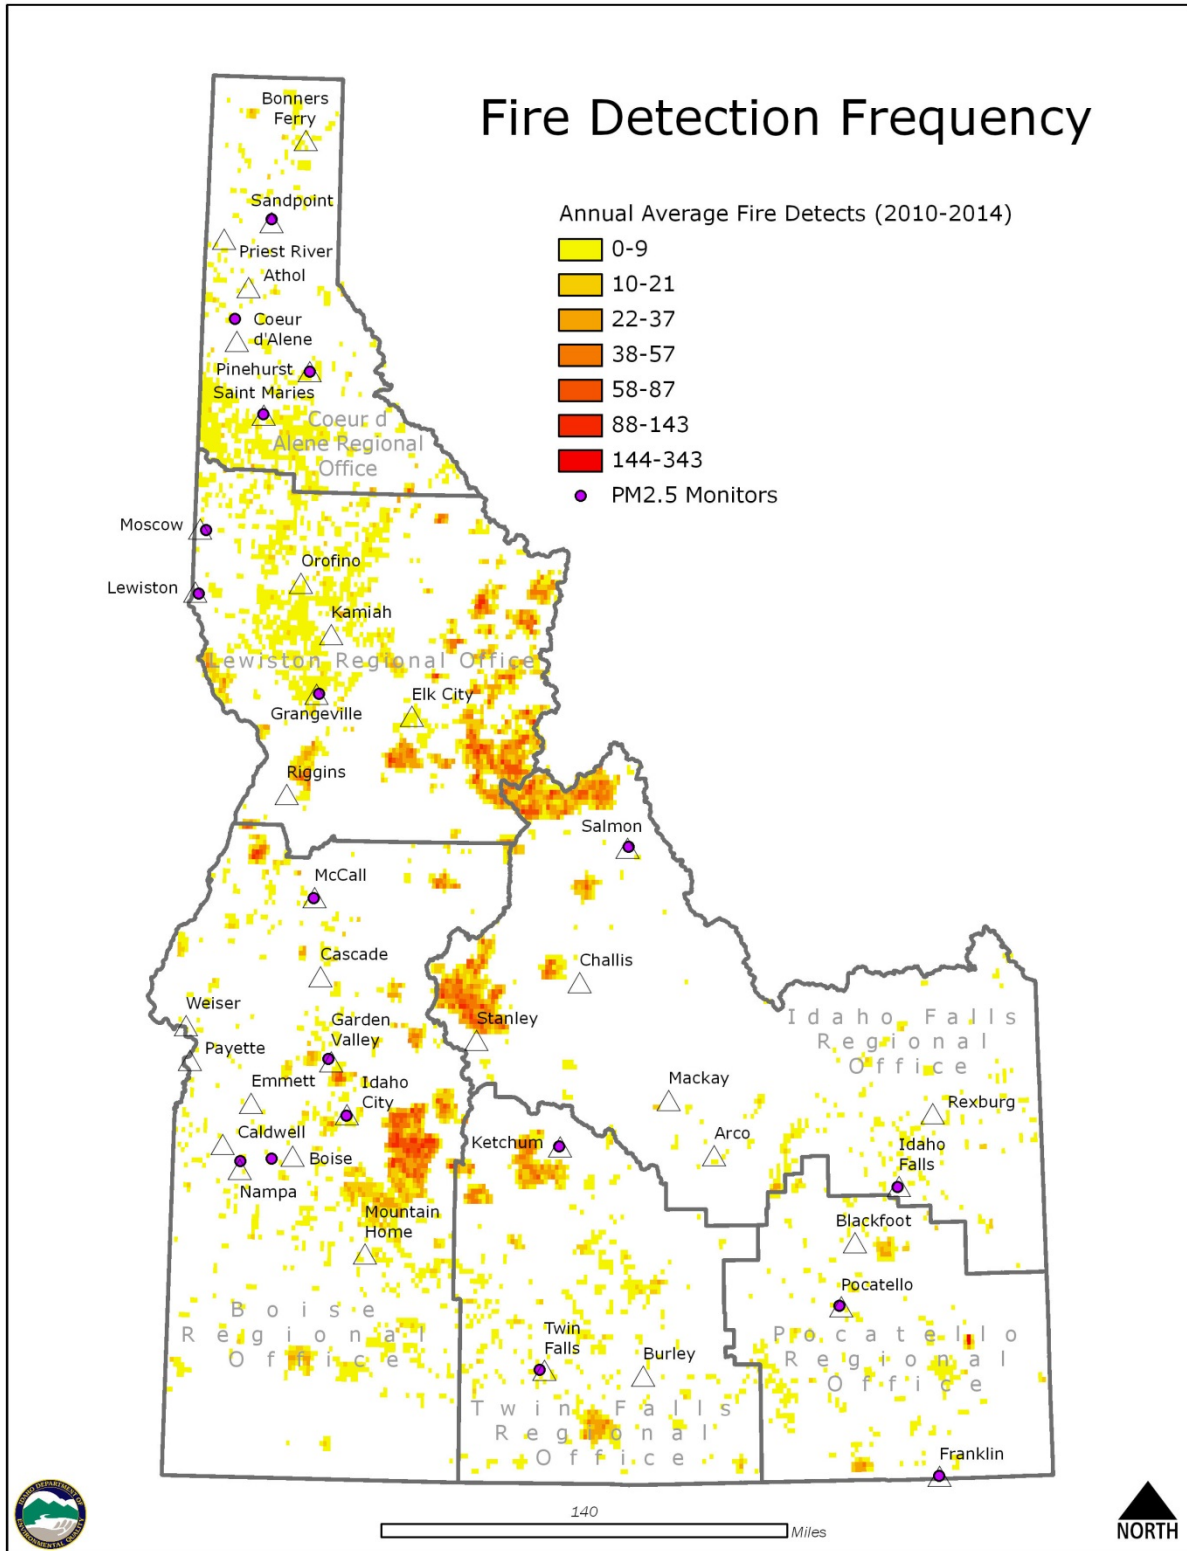 Fire Detection Frequency
Annual Average Fire Detects (2010-2014)
0-9
10-21
22-37
38-57
58-87
88-143
144-343
PM2.5 Monitors
Bonners
Ferry
Sandpoint
Priest River
Athol
Coeur
d'Alene
Pinehurst
Saint Maries
Coeur d
Alene Regional
Office
Moscow
Orofino
Lewiston
Kamiah
Lewiston Regional Office
Elk City
Grangeville
Riggins
Salmon
McCall
Cascade
Challis
Weiser
Stanley
Garden
Valley
Payette
Idaho Falls
Regional
Office
Emmett
Idaho
City
Mackay
Rexburg
Caldwell
Boise
Ketchum
Arco
Idaho
Falls
Nampa
Mountain
Home
Blackfoot
Pocatello
Boise
Regional
Office
Twin
Falls
Burley
Pocatello
Regional
Office
Twin Falls
Regional
Office
Franklin
IDAHO DEPARTMENT OF
ENVIRONMENTAL QUALITY
140
Miles
NORTH